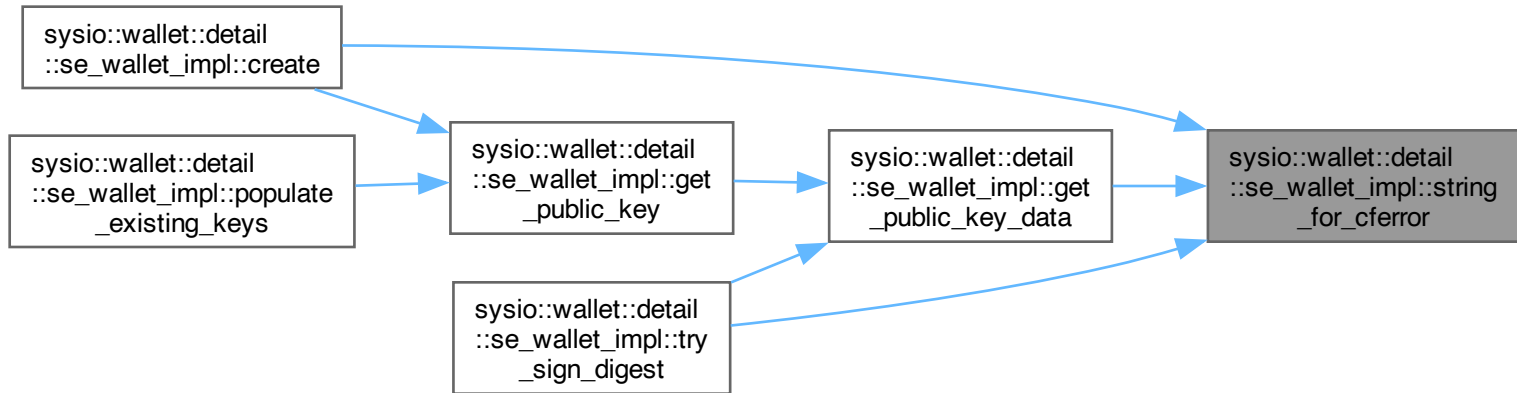 sysio::wallet::detail
::se_wallet_impl::create
sysio::wallet::detail
::se_wallet_impl::populate
_existing_keys
sysio::wallet::detail
::se_wallet_impl::get
_public_key
sysio::wallet::detail
::se_wallet_impl::get
_public_key_data
sysio::wallet::detail
::se_wallet_impl::string
_for_cferror
sysio::wallet::detail
::se_wallet_impl::try
_sign_digest